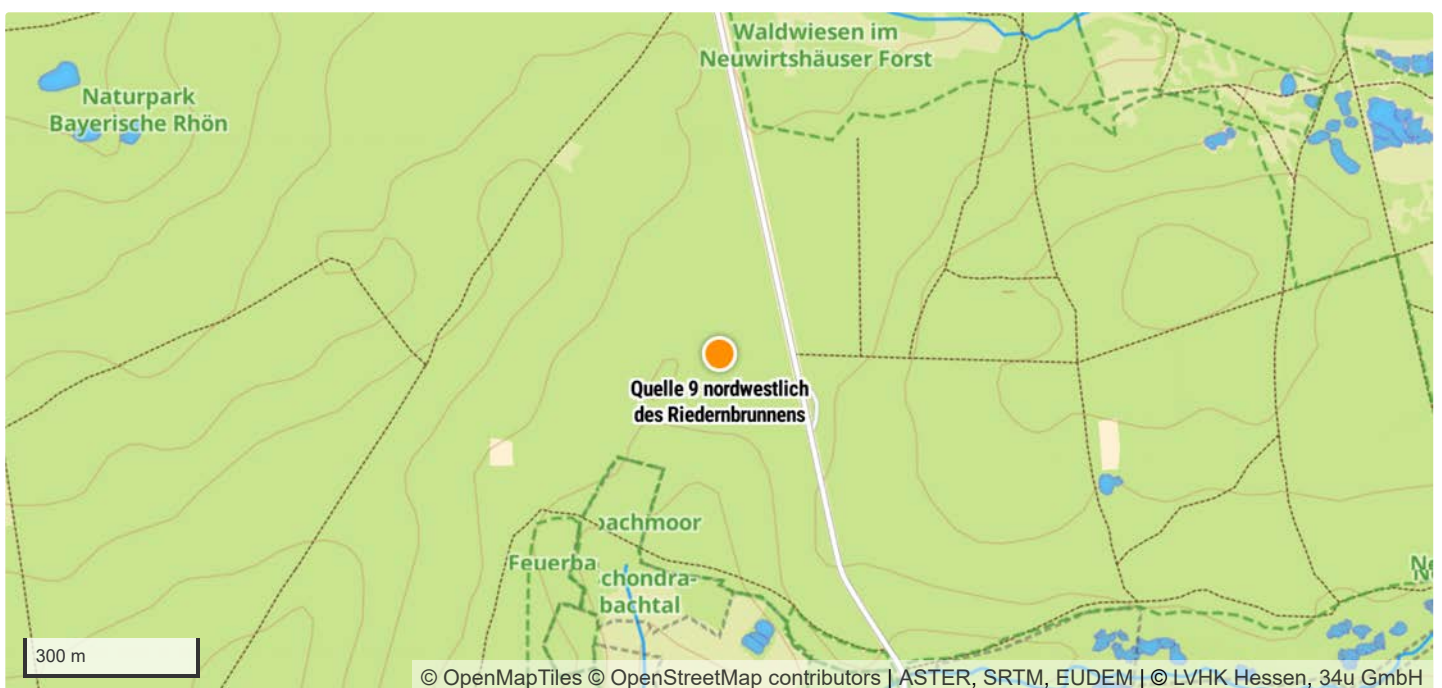 Waldwiesen im
Neuwirtshäuser Forst
Naturpark
Bayerische Rhön
Quelle 9 nordwestlich
des Riedernbrunnens
bachmoor
Feuerba
chondra-
bachtal
300 m
© OpenMapTiles © OpenStreetMap contributors | ASTER, SRTM, EUDEM | © LVHK Hessen, 34u GmbH